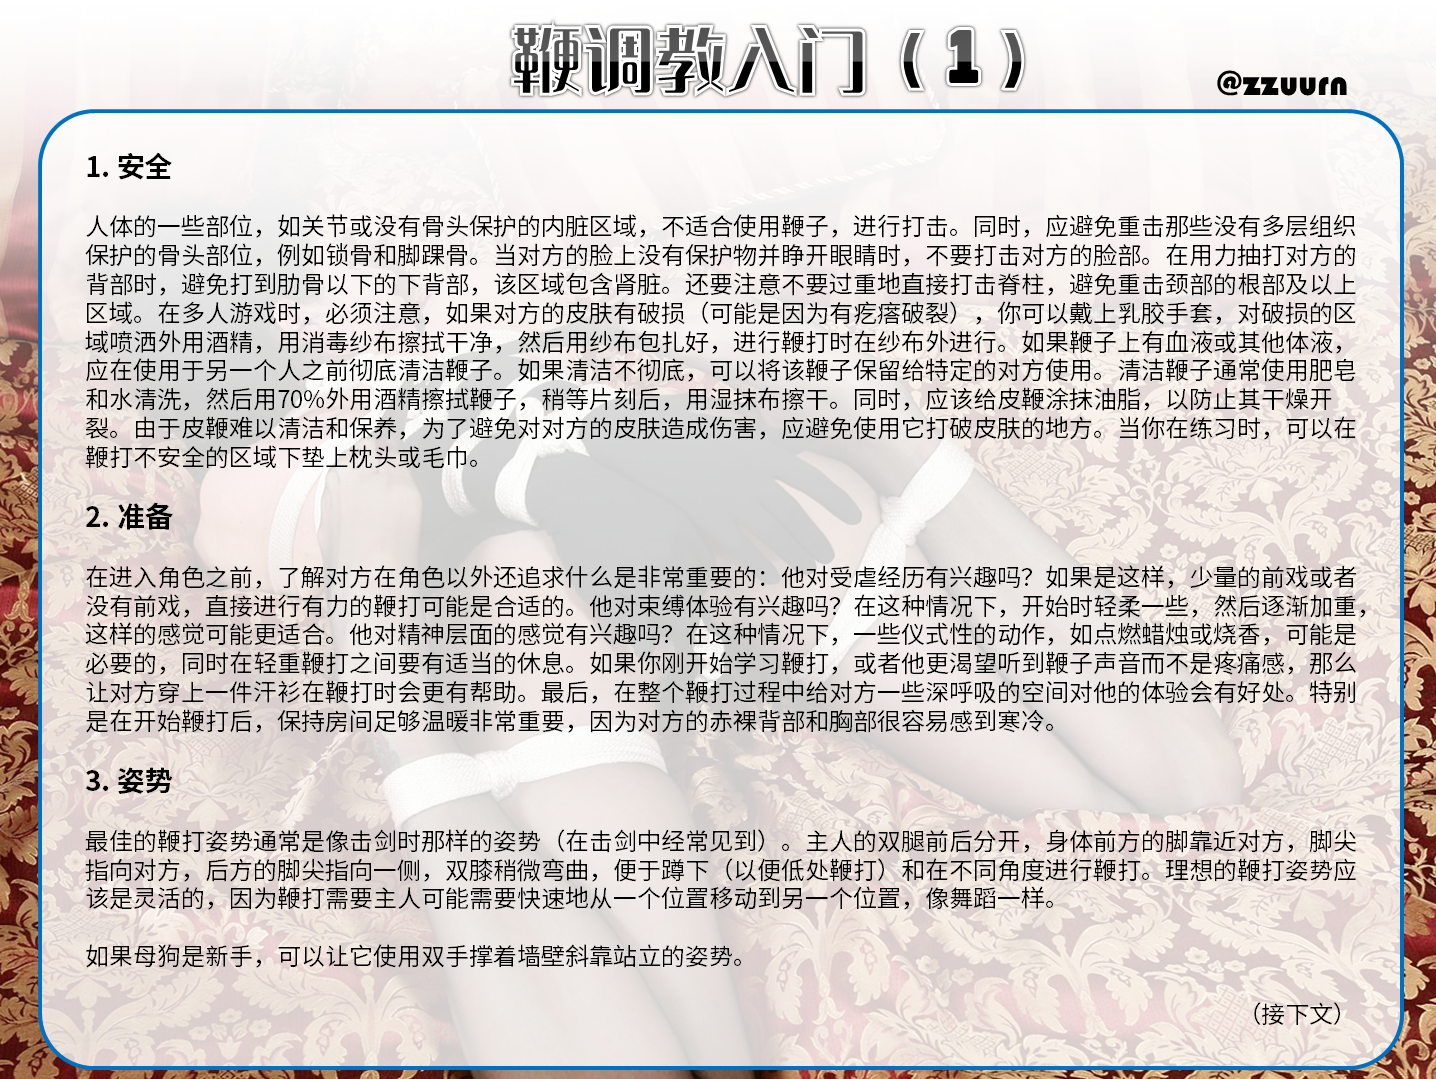 鞭调教入门（1）
@zzuurn
1. 安全
人体的一些部位，如关节或没有骨头保护的内脏区域，不适合使用鞭子，进行打击。同时，应避免重击那些没有多层组织
保护的骨头部位，例如锁骨和脚踝骨。当对方的脸上没有保护物并睁开眼睛时，不要打击对方的脸部。在用力抽打对方的
背部时，避免打到肋骨以下的下背部，该区域包含肾脏。还要注意不要过重地直接打击脊柱，避免重击颈部的根部及以上
区域。在多人游戏时，必须注意，如果对方的皮肤有破损（可能是因为有疙瘩破裂），你可以戴上乳胶手套，对破损的区
域喷洒外用酒精，用消毒纱布擦拭干净，然后用纱布包扎好，进行鞭打时在纱布外进行。如果鞭子上有血液或其他体液，
应在使用于另一个人之前彻底清洁鞭子。如果清洁不彻底，可以将该鞭子保留给特定的对方使用。清洁鞭子通常使用肥皂
和水清洗，然后用70%外用酒精擦拭鞭子，稍等片刻后，用湿抹布擦干。同时，应该给皮鞭涂抹油脂，以防止其干燥开
裂。由于皮鞭难以清洁和保养，为了避免对对方的皮肤造成伤害，应避免使用它打破皮肤的地方。当你在练习时，可以在
鞭打不安全的区域下垫上枕头或毛巾。
2. 准备
在进入角色之前，了解对方在角色以外还追求什么是非常重要的：他对受虐经历有兴趣吗？如果是这样，少量的前戏或者
没有前戏，直接进行有力的鞭打可能是合适的。他对束缚体验有兴趣吗？在这种情况下，开始时轻柔一些，然后逐渐加重，
这样的感觉可能更适合。他对精神层面的感觉有兴趣吗？在这种情况下，一些仪式性的动作，如点燃蜡烛或烧香，可能是
必要的，同时在轻重鞭打之间要有适当的休息。如果你刚开始学习鞭打，或者他更渴望听到鞭子声音而不是疼痛感，那么
让对方穿上一件汗衫在鞭打时会更有帮助。最后，在整个鞭打过程中给对方一些深呼吸的空间对他的体验会有好处。特别
是在开始鞭打后，保持房间足够温暖非常重要，因为对方的赤裸背部和胸部很容易感到寒冷。
3. 姿势
最佳的鞭打姿势通常是像击剑时那样的姿势（在击剑中经常见到）。主人的双腿前后分开，身体前方的脚靠近对方，脚尖
指向对方，后方的脚尖指向一侧，双膝稍微弯曲，便于蹲下（以便低处鞭打）和在不同角度进行鞭打。理想的鞭打姿势应
该是灵活的，因为鞭打需要主人可能需要快速地从一个位置移动到另一个位置，像舞蹈一样。
如果母狗是新手，可以让它使用双手撑着墙壁斜靠站立的姿势。
（接下文）